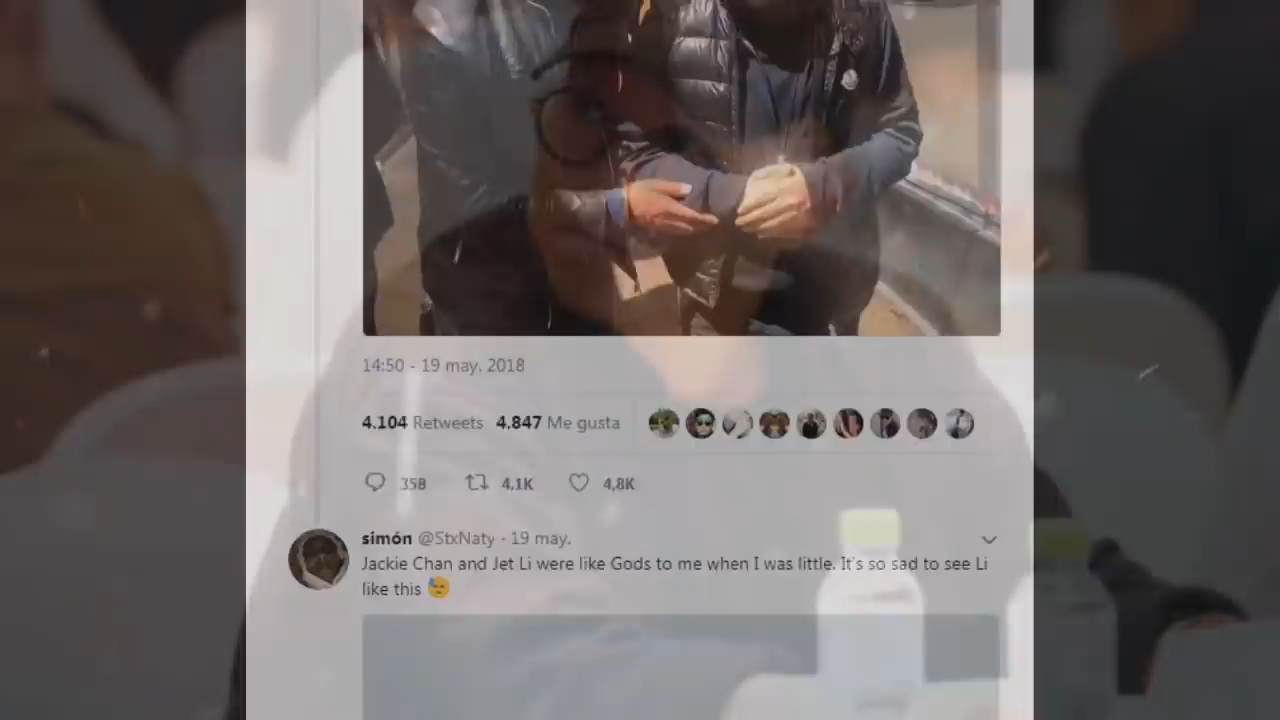 14:50 - 19 may. 2018
4.104 Retweets 4.847 Me gusta
358 4,1K 4,8K
simón @StxNaty · 19 may.
Jackie Chan and Jet Li were like Gods to me when I was little. It's so sad to see Li
like this